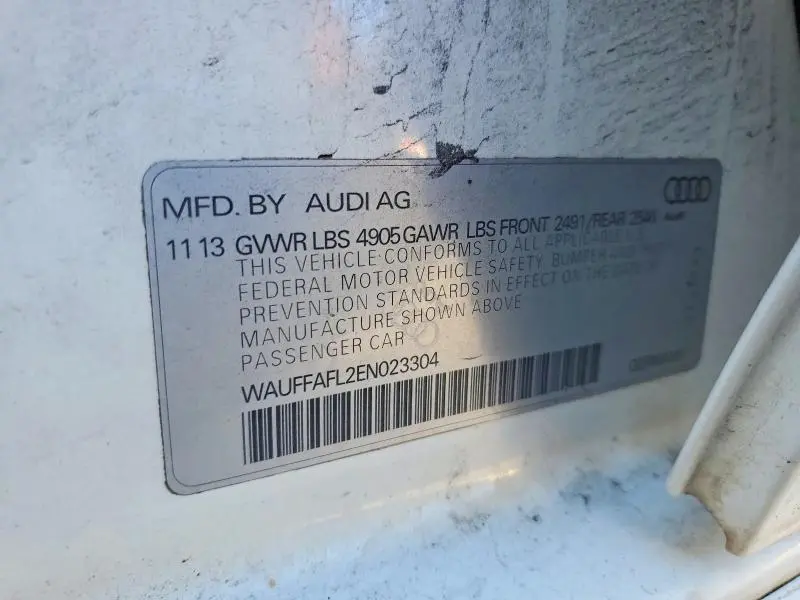 MFD. BY AUDI AG
Audi
11 13 GVWR LBS 4905 GAWR LBS FRONT 2491 / REAR
THIS VEHICLE CONFORMS TO ALL APPLICABLE
FEDERAL MOTOR VEHICLE SAFETY, BUMPER AND
PREVENTION STANDARDS IN EFFECT ON THE DATE OF
MANUFACTURE SHOWN ABOVE
PASSENGER CAR
WAUFFAFL2EN023304